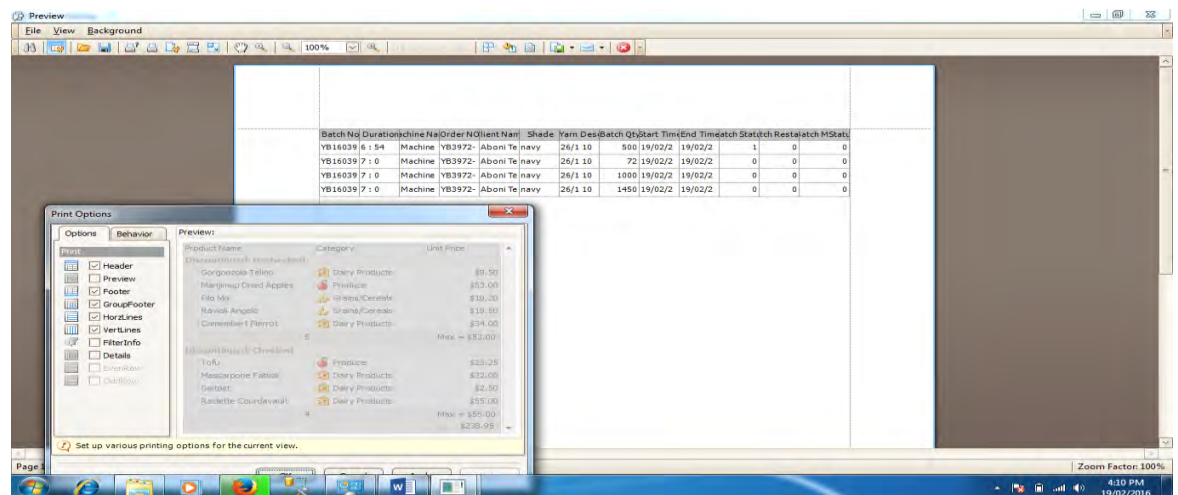 Preview
File View Background
100%
Batch No Duration achine Na Order NO lient Nam Shade Yarn Des Batch Qty Start Time End Time atch Statu tch Resta atch MStatu
YB16039 6 : 54 Machine YB3972- Aboni Te navy 26/1 10 500 19/02/2 19/02/2 1 0 0
YB16039 7 : 0 Machine YB3972- Aboni Te navy 26/1 10 72 19/02/2 19/02/2 0 0 0
YB16039 7 : 0 Machine YB3972- Aboni Te navy 26/1 10 1000 19/02/2 19/02/2 0 0 0
YB16039 7 : 0 Machine YB3972- Aboni Te navy 26/1 10 1450 19/02/2 19/02/2 0 0 0
Print Options
Options Behavior
Print
Header
Preview
Footer
GroupFooter
HorzLines
VertLines
FilterInfo
Details
EvenRow
OddRow
Preview:
Product Name Category Unit Price
Gorgonzola Telino Dairy Products $9.50
Manjimup Dried Apples Produce $53.00
Filo Mix Grains/Cereals
Ravioli Angelo Grains/Cereals $19.50
Camembert Pierrot Dairy Products $34.00
5
Tofu Produce $23.25
Mascarpone Fabioli Dairy Products $32.00
Geitost Dairy Products $2.50
Raclette Courdavault Dairy Products $55.00
4 Max = $55.00
Set up various printing options for the current view.
Page 1
Zoom Factor: 100%
4:10 PM
19/02/2016